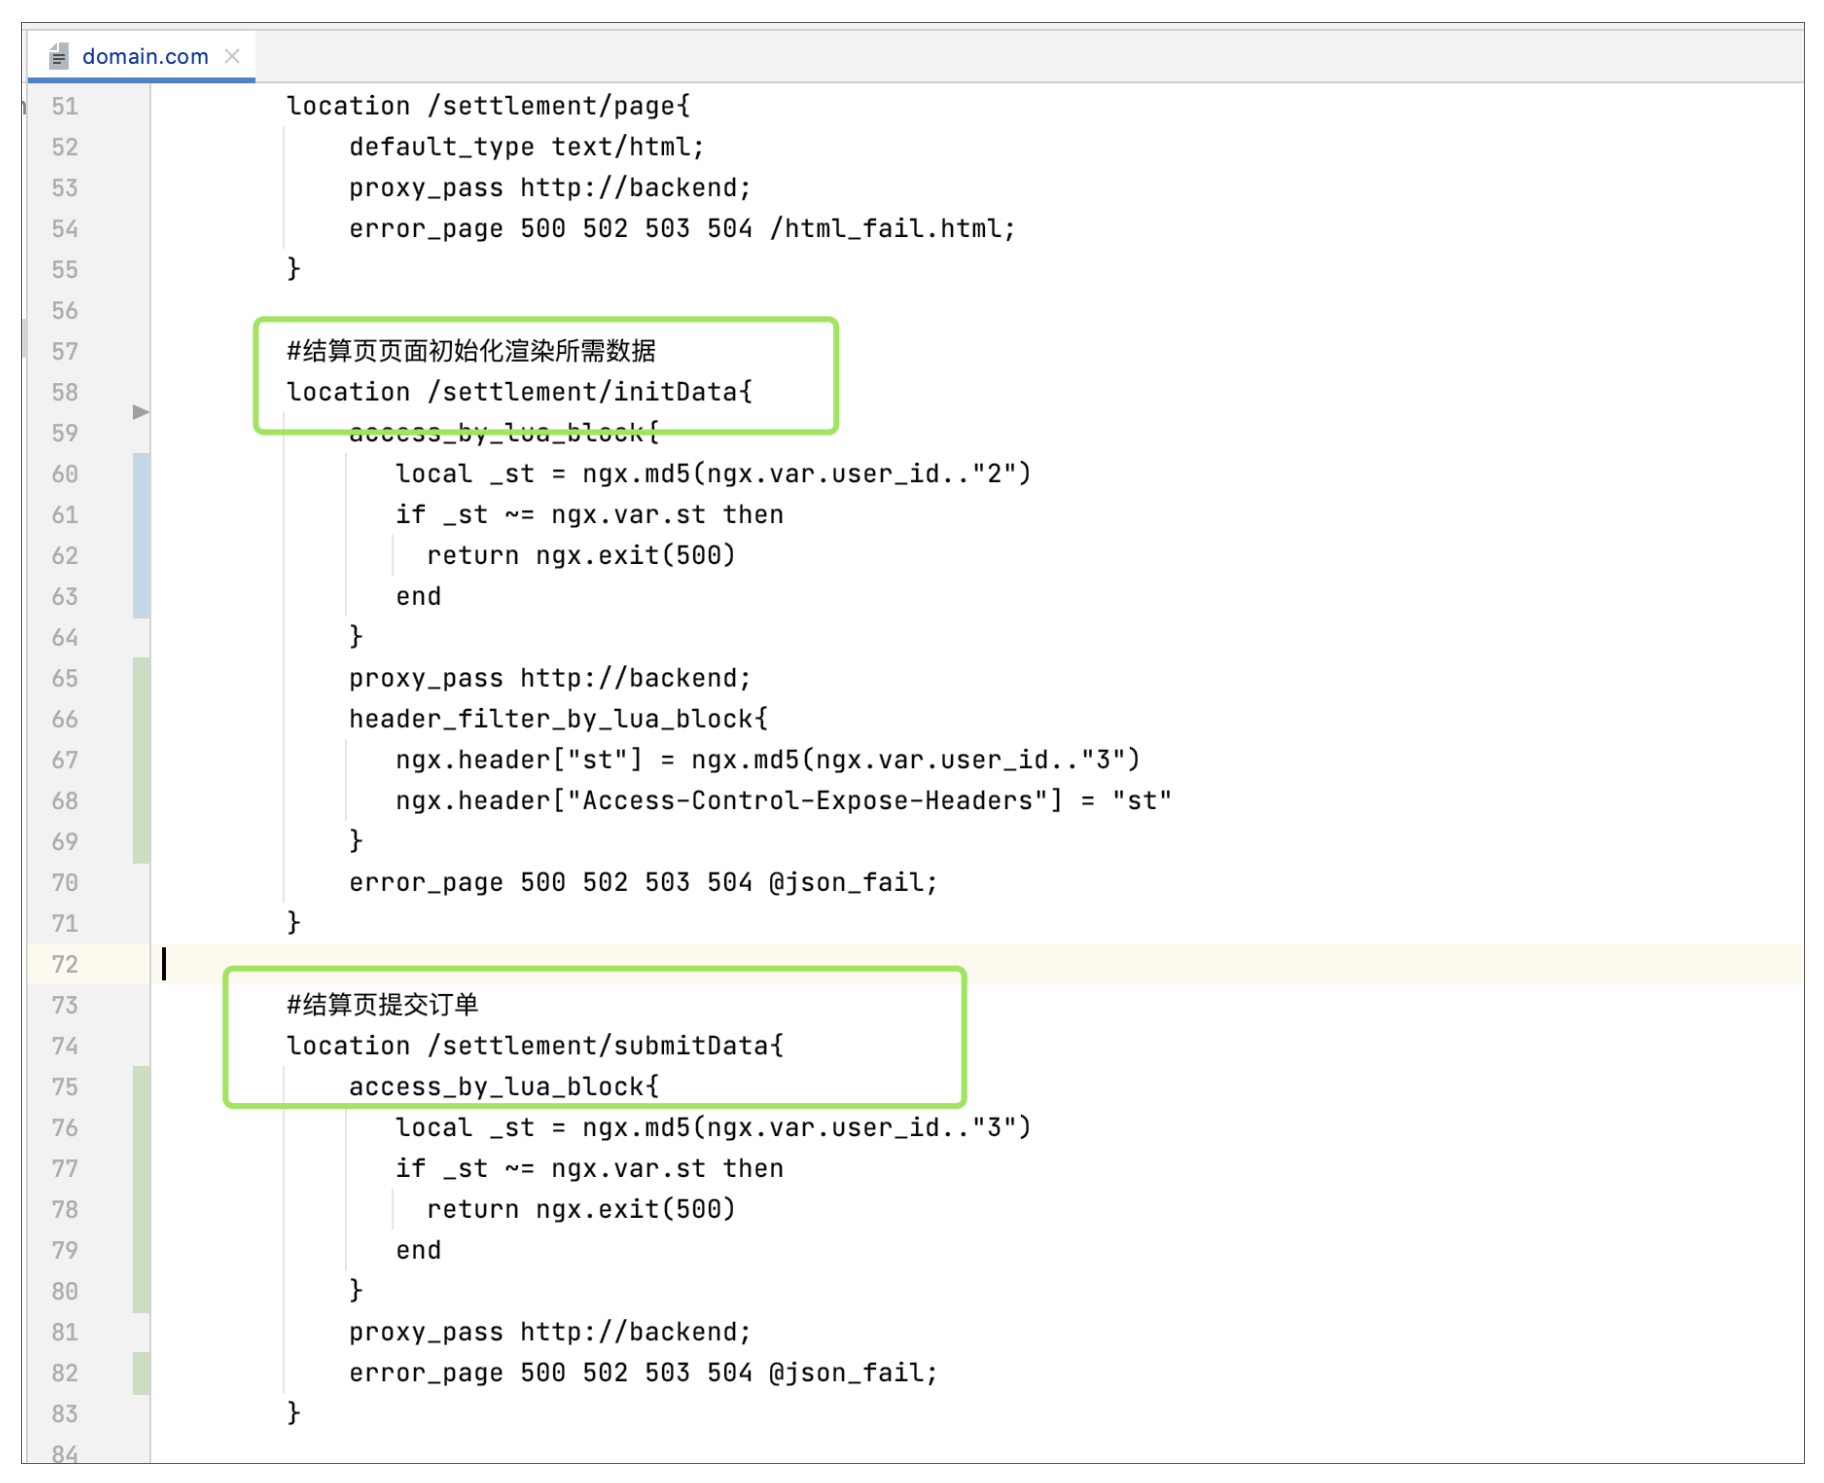 domain.com
51 location /settlement/page{
52 default_type text/html;
53 proxy_pass http://backend;
54 error_page 500 502 503 504 /html_fail.html;
55 }
56
57 #结算页页面初始化渲染所需数据
58 location /settlement/initData{
59 access_by_lua_block{
60 local _st = ngx.md5(ngx.var.user_id.."2")
61 if _st ~= ngx.var.st then
62 return ngx.exit(500)
63 end
64 }
65 proxy_pass http://backend;
66 header_filter_by_lua_block{
67 ngx.header["st"] = ngx.md5(ngx.var.user_id.."3")
68 ngx.header["Access-Control-Expose-Headers"] = "st"
69 }
70 error_page 500 502 503 504 @json_fail;
71 }
72
73 #结算页提交订单
74 location /settlement/submitData{
75 access_by_lua_block{
76 local _st = ngx.md5(ngx.var.user_id.."3")
77 if _st ~= ngx.var.st then
78 return ngx.exit(500)
79 end
80 }
81 proxy_pass http://backend;
82 error_page 500 502 503 504 @json_fail;
83 }
84